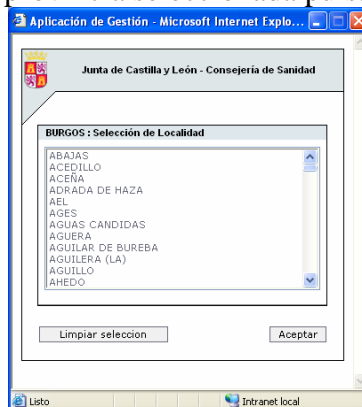 Aplicación de Gestión - Microsoft Internet Explo...
Junta de Castilla y León - Consejería de Sanidad
BURGOS : Selección de Localidad
ABAJAS
ACEDILLO
ACEÑA
ADRADA DE HAZA
AEL
AGES
AGUAS CANDIDAS
AGUERA
AGUILAR DE BUREBA
AGUILERA (LA)
AGUILLO
AHEDO
Limpiar seleccion
Aceptar
Listo
Intranet local